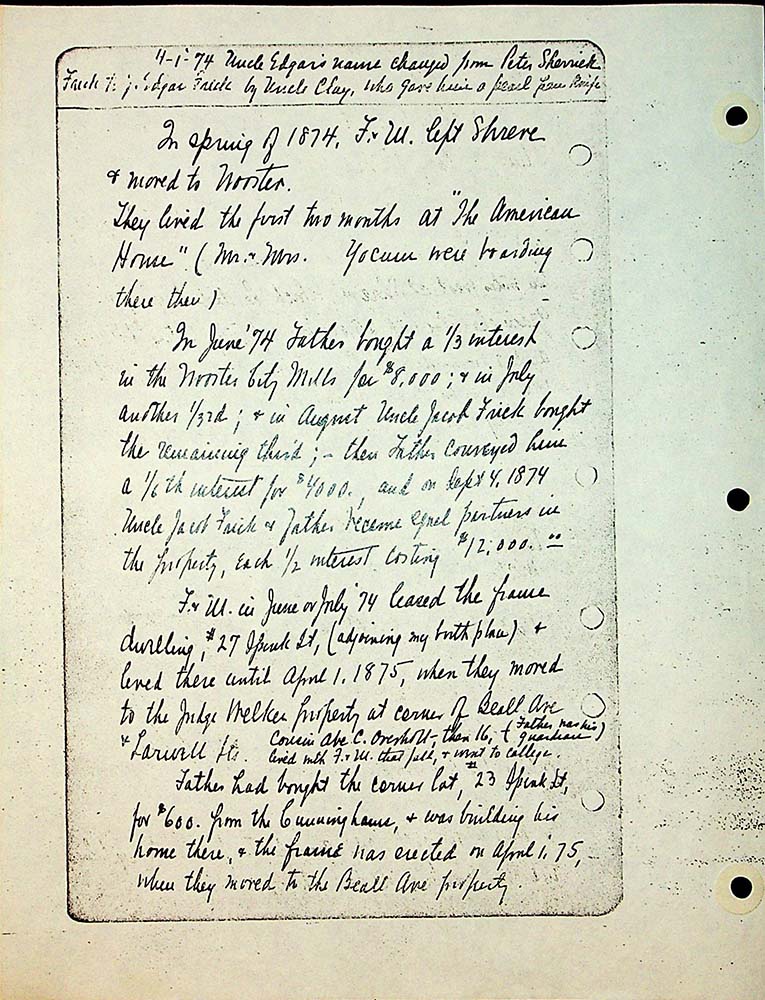 4-1-'74 Uncle Edgar's name changed from Peter Sherrick
Frick to J. Edgar Frick by Uncle Clay, who gave him a pearl pen knife
In spring of 1874, F. & M. left Shreve
& moved to Wooster.
They lived the first two months at "The American
House" (Mr. & Mrs. Yocum were boarding
there then)
In June '74 Father bought a 1/3 interest
in the Wooster City Mills for $8,000; & in July
another 1/3rd; & in August Uncle Jacob Frick bought
the remaining third; - then Father conveyed him
a 1/6th interest for $4000., and on Sept 4, 1874
Uncle Jacob Frick & Father became equal partners in
the property, each 1/2 interest costing $12,000.00
F. & M. in June or July '74 leased the frame
dwelling, #27 Spink St, (adjoining my birth place) &
lived there until April 1, 1875, when they moved
to the Judge Welker property at corner of Beall Ave
& Larwill Sts. Cousin Abe C. Overholt, then 16, (Father was his guardian)
lived with F. & M. that fall, & went to college.
Father had bought the corner lot, #23 Spink St,
for $600. from the Cunninghams, & was building his
home there, & the frame was erected on April 1, 75,
when they moved to the Beall Ave property.